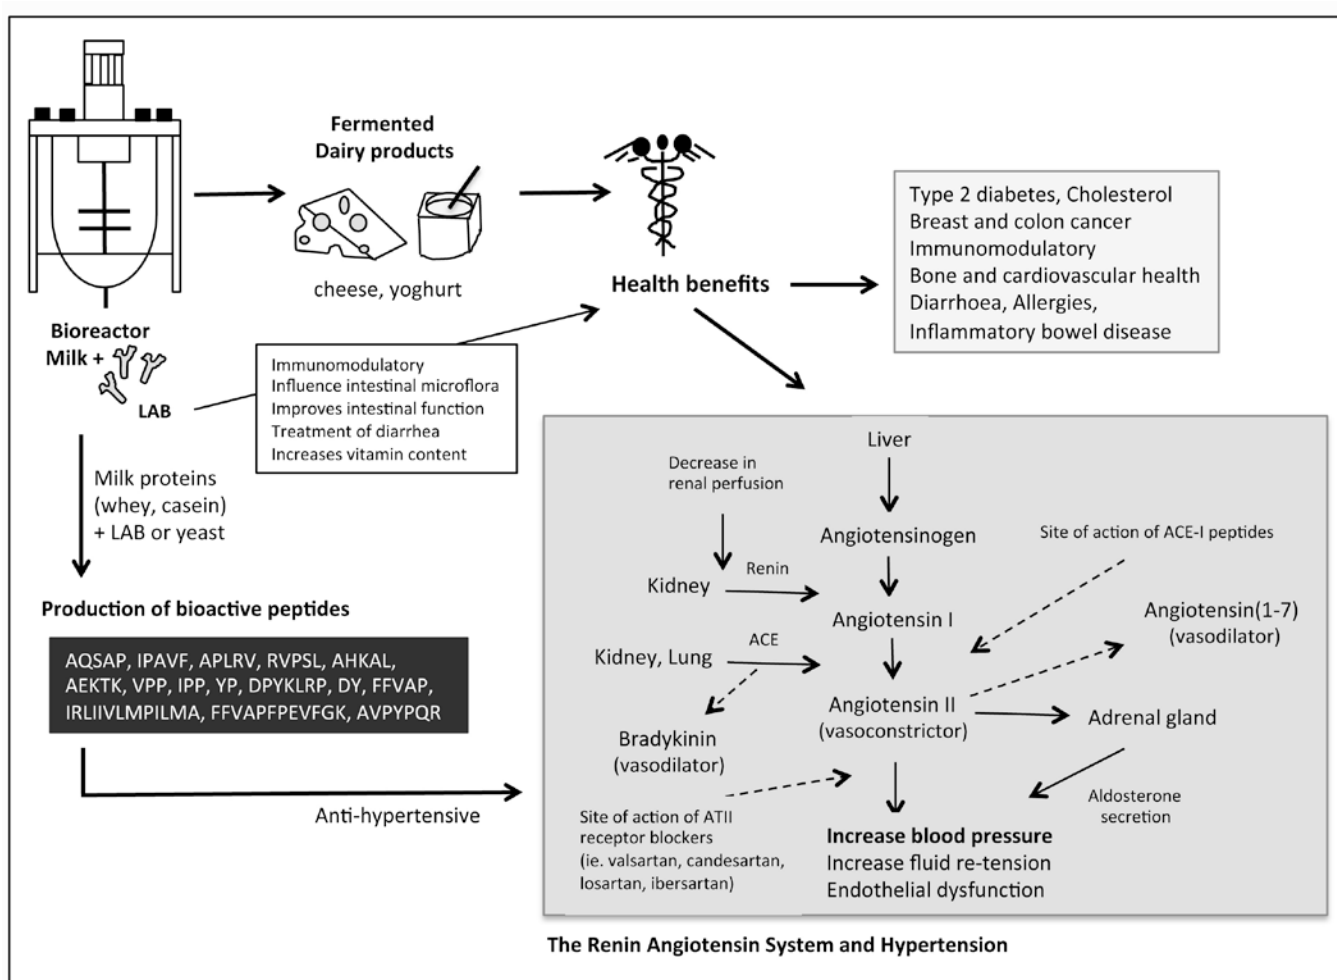 Fermented
Dairy products
cheese, yoghurt
Bioreactor
Milk +
LAB
Health benefits
Type 2 diabetes, Cholesterol
Breast and colon cancer
Immunomodulatory
Bone and cardiovascular health
Diarrhoea, Allergies,
Inflammatory bowel disease
Immunomodulatory
Influence intestinal microflora
Improves intestinal function
Treatment of diarrhea
Increases vitamin content
Milk proteins
(whey, casein)
+ LAB or yeast
Production of bioactive peptides
AQSAP, IPAVF, APLRV, RVPSL, AHKAL,
AEKTK, VPP, IPP, YP, DPYKLRP, DY, FFVAP,
IRLIIVLMPILMA, FFVAPFPEVFGK, AVPYPQR
Anti-hypertensive
Liver
Decrease in
renal perfusion
Angiotensinogen
Site of action of ACE-I peptides
Kidney
Renin
Angiotensin I
Angiotensin(1-7)
(vasodilator)
Kidney, Lung
ACE
Angiotensin II
(vasoconstrictor)
Adrenal gland
Bradykinin
(vasodilator)
Aldosterone
secretion
Site of action of ATII
receptor blockers
(ie. valsartan, candesartan,
losartan, ibersartan)
Increase blood pressure
Increase fluid re-tension
Endothelial dysfunction
The Renin Angiotensin System and Hypertension